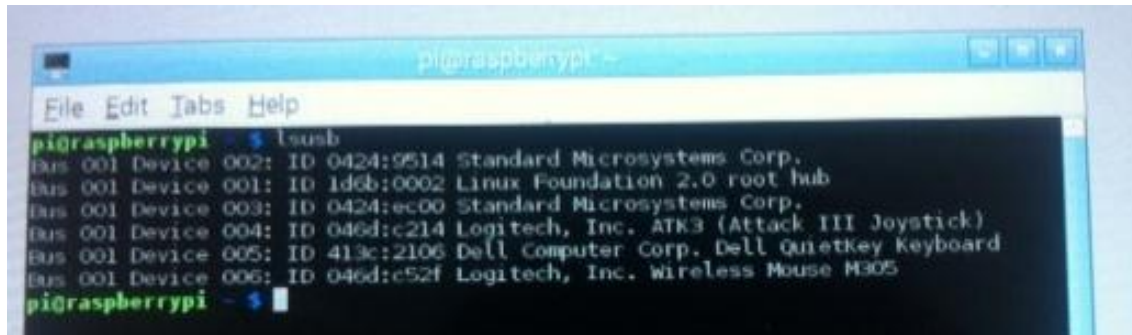 pi@raspberrypi: ~
File Edit Tabs Help
pi@raspberrypi ~ $ lsusb
Bus 001 Device 002: ID 0424:9514 Standard Microsystems Corp.
Bus 001 Device 001: ID 1d6b:0002 Linux Foundation 2.0 root hub
Bus 001 Device 003: ID 0424:ec00 Standard Microsystems Corp.
Bus 001 Device 004: ID 046d:c214 Logitech, Inc. ATK3 (Attack III Joystick)
Bus 001 Device 005: ID 413c:2106 Dell Computer Corp. Dell QuietKey Keyboard
Bus 001 Device 006: ID 046d:c52f Logitech, Inc. Wireless Mouse M305
pi@raspberrypi ~ $